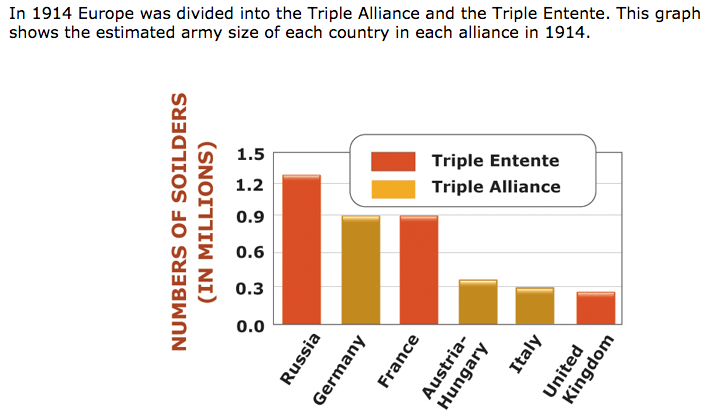 In 1914 Europe was divided into the Triple Alliance and the Triple Entente. This graph
shows the estimated army size of each country in each alliance in 1914.
NUMBERS OF SOILDERS
(IN MILLIONS)
1.5
1.2
0.9
0.6
0.3
0.0
Triple Entente
Triple Alliance
Russia
Germany
France
Austria-
Hungary
Italy
United
Kingdom